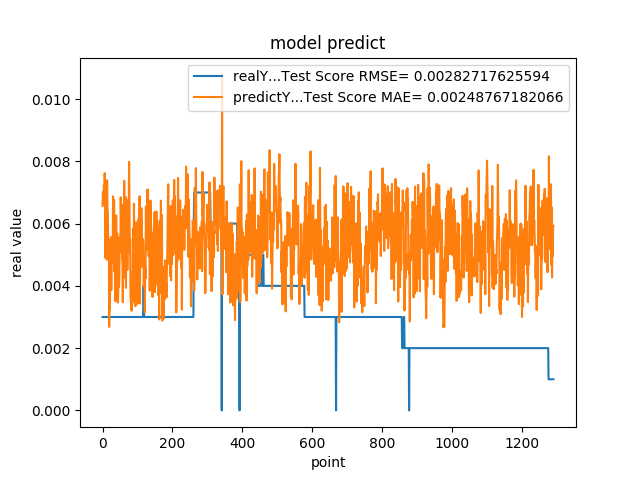 model predict
realY...Test Score RMSE= 0.00282717625594
predictY...Test Score MAE= 0.00248767182066
0.010
0.008
0.006
0.004
0.002
0.000
real value
0 200 400 600 800 1000 1200
point